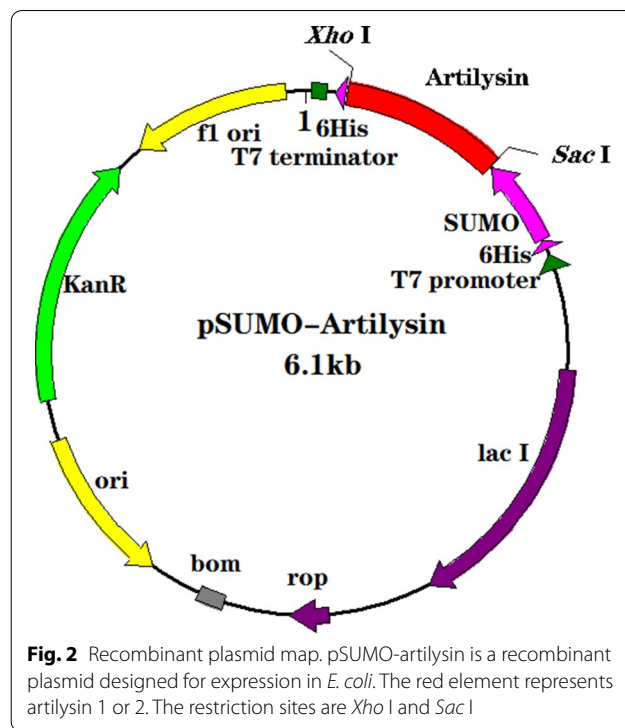 Xho I
Artilysin
1
6His
f1 ori
T7 terminator
Sac I
SUMO
6His
T7 promoter
KanR
pSUMO-Artilysin
6.1kb
lac I
ori
bom
rop
Fig. 2 Recombinant plasmid map. pSUMO-artilysin is a recombinant
plasmid designed for expression in E. coli. The red element represents
artilysin 1 or 2. The restriction sites are Xho I and Sac I